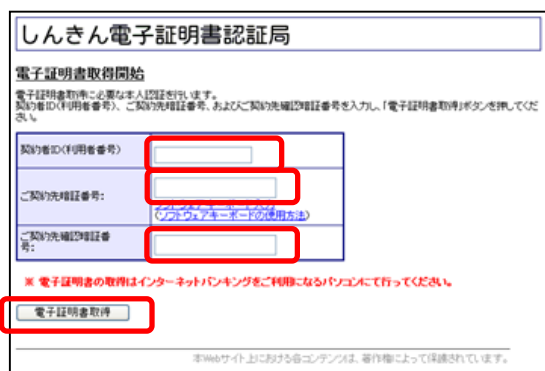 しんきん電子証明書認証局
電子証明書取得開始
電子証明書取得に必要な本人認証を行います。
契約者ID(利用者番号)、ご契約先暗証番号、およびご契約先確認暗証番号を入力し、「電子証明書取得」ボタンを押してくだ
さい。
契約者ID(利用者番号)
ご契約先暗証番号:
(ソフトウェアキーボードの使用方法)
ご契約先確認暗証番
号:
※ 電子証明書の取得はインターネットバンキングをご利用になるパソコンにて行ってください。
電子証明書取得
本Webサイト上における各コンテンツは、著作権によって保護されています。